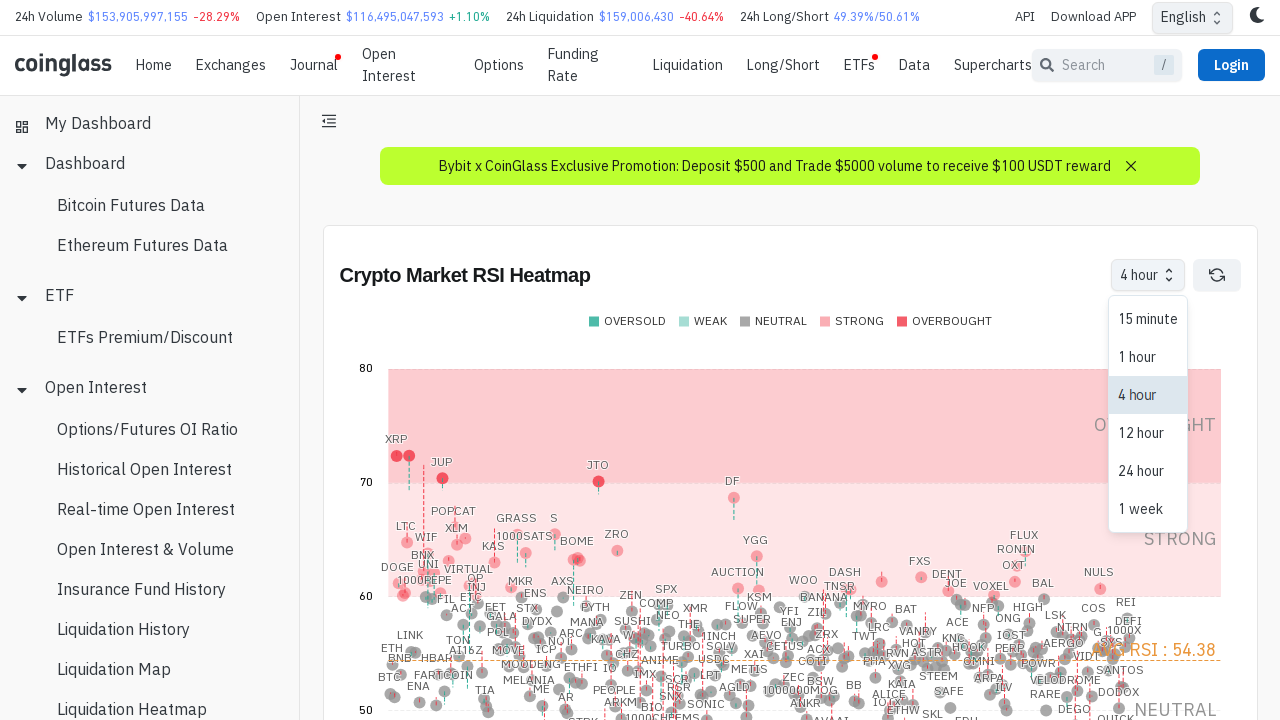 24h Volume $153,905,997,155 -28.29% Open Interest $116,495,047,593 +1.10% 24h Liquidation $159,006,430 -40.64% 24h Long/Short 49.39%/50.61% API Download APP English
coinglass Home Exchanges Journal Open Interest Options Funding Rate Liquidation Long/Short ETFs Data Supercharts Search / Login
My Dashboard
Dashboard
Bitcoin Futures Data
Ethereum Futures Data
ETF
ETFs Premium/Discount
Open Interest
Options/Futures OI Ratio
Historical Open Interest
Real-time Open Interest
Open Interest & Volume
Insurance Fund History
Liquidation History
Liquidation Map
Liquidation Heatmap
Bybit x CoinGlass Exclusive Promotion: Deposit $500 and Trade $5000 volume to receive $100 USDT reward
Crypto Market RSI Heatmap
4 hour
15 minute
1 hour
4 hour
12 hour
24 hour
1 week
OVERSOLD WEAK NEUTRAL STRONG OVERBOUGHT
80
70
60
50
STRONG
AVG RSI : 54.38
NEUTRAL
XRP
JUP
JTO
DF
POPCAT
GRASS
S
LTC
WIF
XLM
1000SATS
KAS
BOME
ZRO
YGG
FLUX
RONIN
BNX
UNI
DOGE
1000PEPE
VIRTUAL
OP
INJ
MKR
AXS
AUCTION
WOO
DASH
TNSR
FXS
DENT
JOE
OXT
VOXEL
BAL
NULS
FIL
ETC
ENS
NEIRO
ZEN
SPX
KSM
BANANA
ACT
GALA
STX
PYTH
COMP
XMR
FLOW
YFI
ZIL
MYRO
BAT
NFP
HIGH
COS
REI
POL
DYDX
MANA
SUSHI
NEO
THE
SUPER
ENJ
LRC
VANRY
ACE
ONG
LSK
DEFI
LINK
TON
ARC
KAVA
1INCH
AEVO
ZRX
TWT
HOT
KNC
IOST
NTRN
ETH
BNB
HBAR
AI16Z
MOVE
ICP
CHZ
TURBO
SOLV
CETUS
ACX
RVN
ASTR
HOOK
PERP
AERGO
SXS
MOODENG
ETHFI
IO
ANIME
USDC
XAI
COTI
PHA
XVG
OMNI
POWR
BTC
FARTCOIN
MELANIA
IMX
LPT
METIS
ZEC
BSW
KAIA
STEEM
ARPA
VELODROME
SANTOS
ENA
TIA
ME
AR
PEOPLE
RSR
SNX
AGLD
1000000MOG
BB
ALICE
SAFE
ILV
RARE
DODOX
ARKM
BIO
SONIC
ANKR
IOTX
ETHW
SKL
DEGO